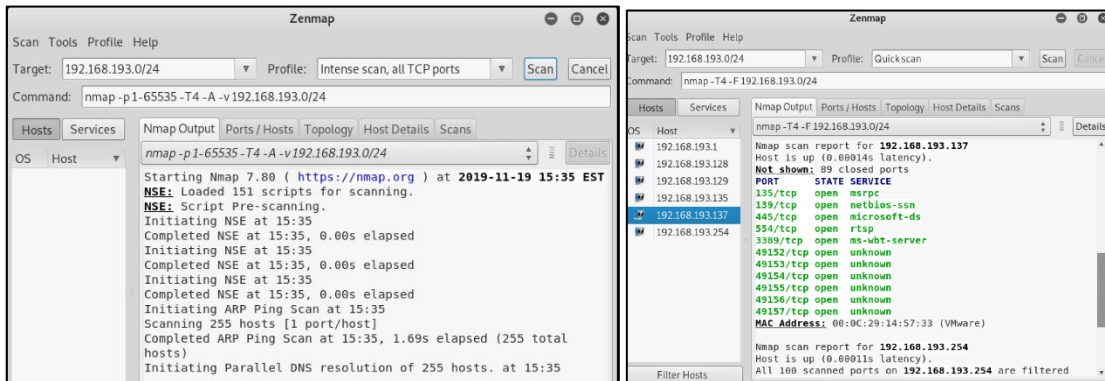 Zenmap
Scan Tools Profile Help
Target: 192.168.193.0/24 Profile: Intense scan, all TCP ports Scan Cancel
Command: nmap -p 1-65535 -T4 -A -v 192.168.193.0/24
Hosts Services Nmap Output Ports / Hosts Topology Host Details Scans
OS Host nmap -p 1-65535 -T4 -A -v 192.168.193.0/24 Details
Starting Nmap 7.80 ( https://nmap.org ) at 2019-11-19 15:35 EST
NSE: Loaded 151 scripts for scanning.
NSE: Script Pre-scanning.
Initiating NSE at 15:35
Completed NSE at 15:35, 0.00s elapsed
Initiating NSE at 15:35
Completed NSE at 15:35, 0.00s elapsed
Initiating NSE at 15:35
Completed NSE at 15:35, 0.00s elapsed
Initiating ARP Ping Scan at 15:35
Scanning 255 hosts [1 port/host]
Completed ARP Ping Scan at 15:35, 1.69s elapsed (255 total
hosts)
Initiating Parallel DNS resolution of 255 hosts. at 15:35
Zenmap
Scan Tools Profile Help
Target: 192.168.193.0/24 Profile: Quick scan Scan Cancel
Command: nmap -T4 -F 192.168.193.0/24
Hosts Services Nmap Output Ports / Hosts Topology Host Details Scans
OS Host nmap -T4 -F 192.168.193.0/24 Details
192.168.193.1
192.168.193.128
192.168.193.129
192.168.193.135
192.168.193.137
192.168.193.254
Nmap scan report for 192.168.193.137
Host is up (0.00014s latency).
Not shown: 89 closed ports
PORT STATE SERVICE
135/tcp open msrpc
139/tcp open netbios-ssn
445/tcp open microsoft-ds
554/tcp open rtsp
3389/tcp open ms-wbt-server
49152/tcp open unknown
49153/tcp open unknown
49154/tcp open unknown
49155/tcp open unknown
49156/tcp open unknown
49157/tcp open unknown
MAC Address: 00:0C:29:14:57:33 (VMware)
Nmap scan report for 192.168.193.254
Host is up (0.00011s latency).
All 100 scanned ports on 192.168.193.254 are filtered
Filter Hosts